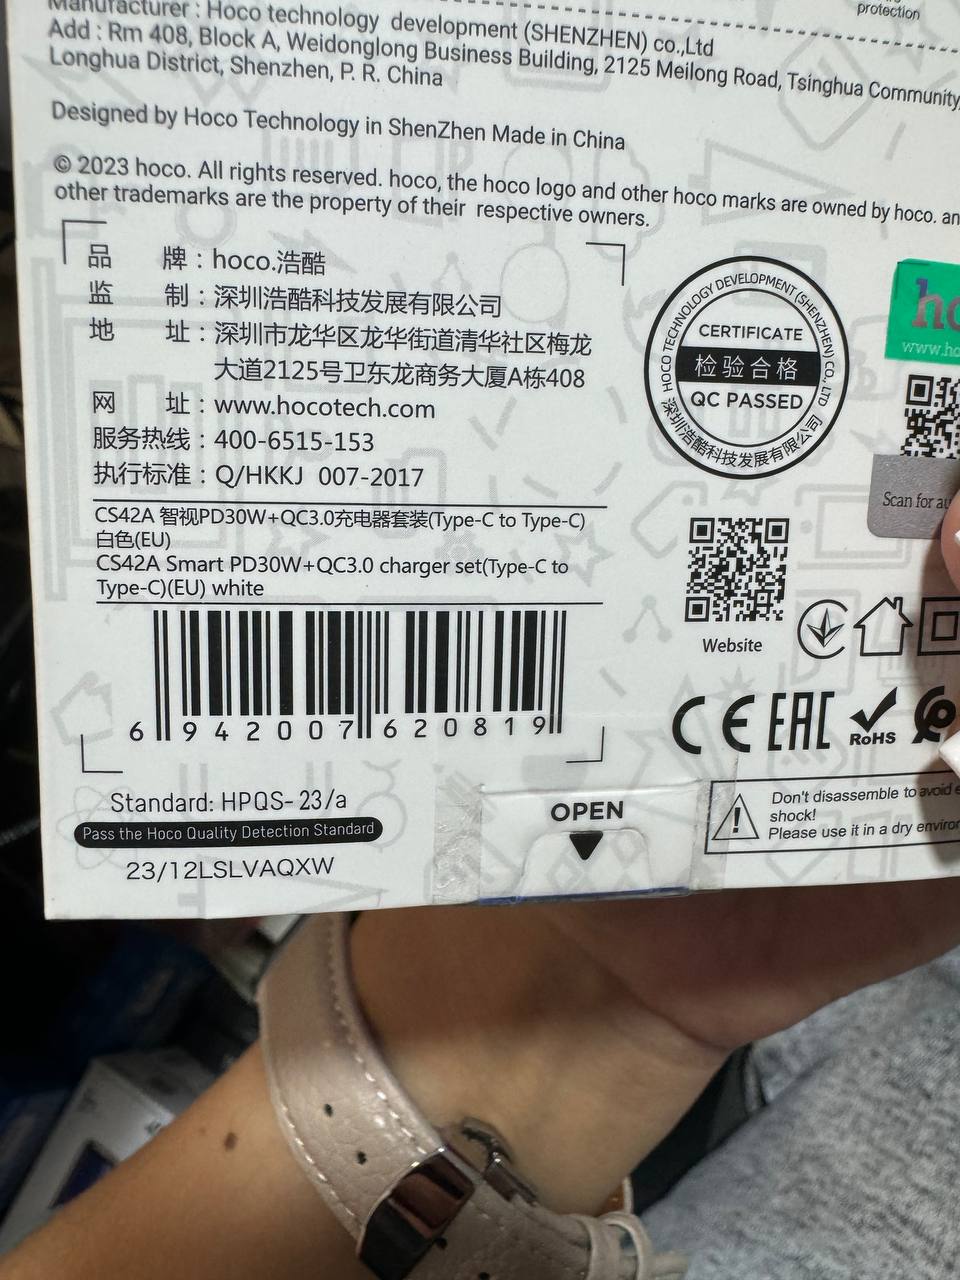 protection
Manufacturer : Hoco technology development (SHENZHEN) co.,Ltd
Add : Rm 408, Block A, Weidonglong Business Building, 2125 Meilong Road, Tsinghua Community,
Longhua District, Shenzhen, P. R. China
Designed by Hoco Technology in ShenZhen Made in China
© 2023 hoco. All rights reserved. hoco, the hoco logo and other hoco marks are owned by hoco. an
other trademarks are the property of their respective owners.
品 牌 : hoco.浩酷
监 制 : 深圳浩酷科技发展有限公司
地 址 : 深圳市龙华区龙华街道清华社区梅龙
大道2125号卫东龙商务大厦A栋408
网 址 : www.hocotech.com
服务热线 : 400-6515-153
执行标准 : Q/HKKJ 007-2017
HOCO TECHNOLOGY DEVELOPMENT (SHENZHEN) CO., LTD
CERTIFICATE
检验合格
QC PASSED
深圳浩酷科技发展有限公司
ho
www.ho
Scan for au
CS42A 智视PD30W+QC3.0充电器套装(Type-C to Type-C)
白色(EU)
CS42A Smart PD30W+QC3.0 charger set(Type-C to
Type-C)(EU) white
Website
6 942007 620819
CE EAC RoHS
Standard: HPQS- 23/a
Pass the Hoco Quality Detection Standard
23/12LSLVAQXW
OPEN
Don't disassemble to avoid e
shock!
Please use it in a dry environ